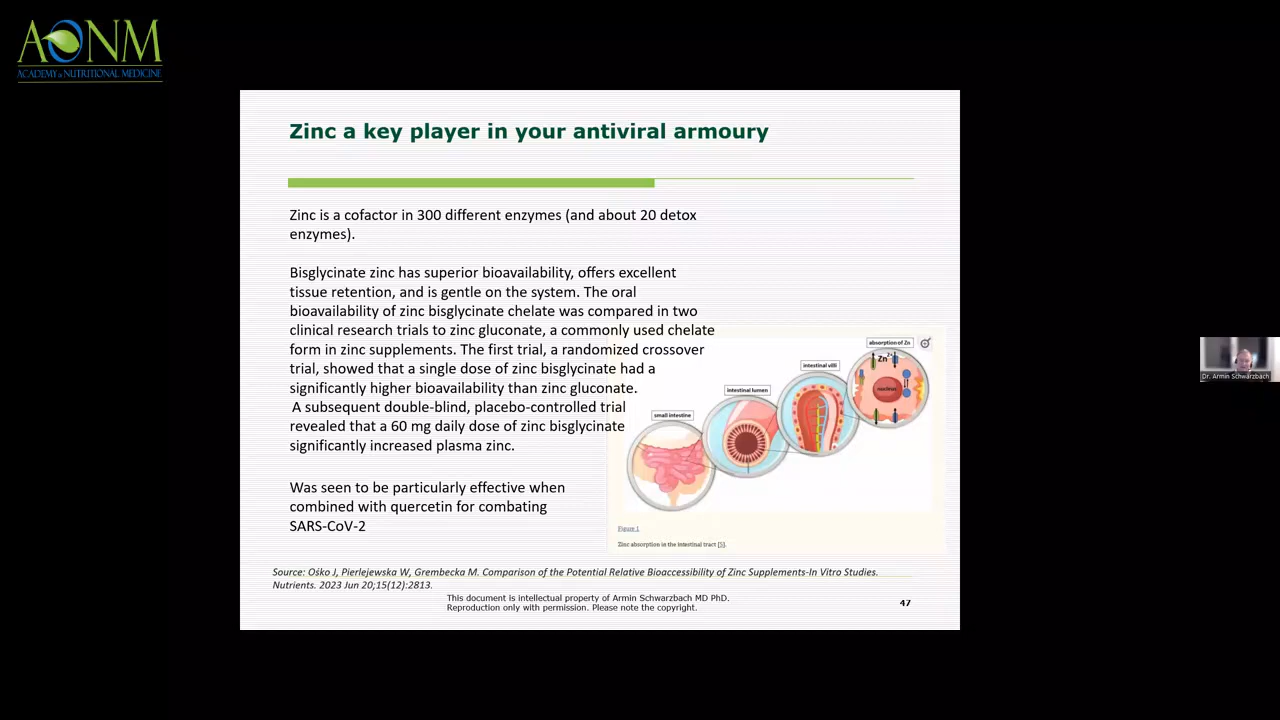 AONM
ACADEMY of NUTRITIONAL MEDICINE
Zinc a key player in your antiviral armoury
Zinc is a cofactor in 300 different enzymes (and about 20 detox
enzymes).
Bisglycinate zinc has superior bioavailability, offers excellent
tissue retention, and is gentle on the system. The oral
bioavailability of zinc bisglycinate chelate was compared in two
clinical research trials to zinc gluconate, a commonly used chelate
form in zinc supplements. The first trial, a randomized crossover
trial, showed that a single dose of zinc bisglycinate had a
significantly higher bioavailability than zinc gluconate.
A subsequent double-blind, placebo-controlled trial
revealed that a 60 mg daily dose of zinc bisglycinate
significantly increased plasma zinc.
Was seen to be particularly effective when
combined with quercetin for combating
SARS-CoV-2
small intestine
intestinal lumen
intestinal villi
absorption of Zn
Zn2+
nucleus
Figure 1
Zinc absorption in the intestinal tract [5].
Source: Ośko J, Pierlejewska W, Grembecka M. Comparison of the Potential Relative Bioaccessibility of Zinc Supplements-In Vitro Studies.
Nutrients. 2023 Jun 20;15(12):2813.
This document is intellectual property of Armin Schwarzbach MD PhD.
Reproduction only with permission. Please note the copyright.
47
Dr. Armin Schwarzbach